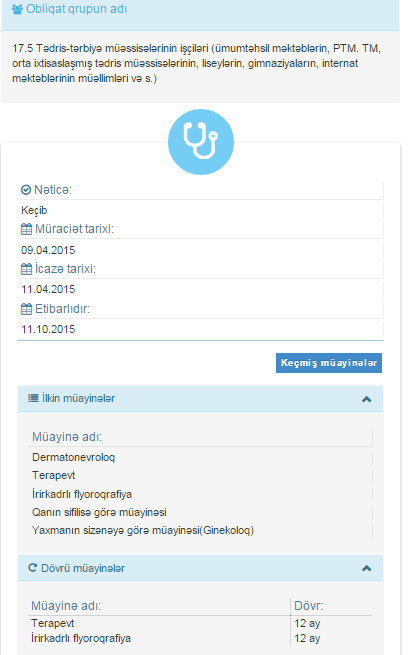 Obliqat qrupun adı
17.5 Tədris-tərbiyə müəssisələrinin işçiləri (ümumtəhsil məktəblərin, PTM. TM,
orta ixtisaslaşmış tədris müəssisələrinin, liseylərin, gimnaziyaların, internat
məktəblərinin müəllimləri və s.)
Nəticə:
Keçib
Müraciət tarixi:
09.04.2015
İcazə tarixi:
11.04.2015
Etibarlıdır:
11.10.2015
Keçmiş müayinələr
İlkin müayinələr
Müayinə adı:
Dermatonevroloq
Terapevt
İrirkadrlı flyoroqrafiya
Qanın sifilisə görə müayinəsi
Yaxmanın sizənəyə görə müayinəsi(Ginekoloq)
Dövrü müayinələr
Müayinə adı: Dövr:
Terapevt 12 ay
İrirkadrlı flyoroqrafiya 12 ay